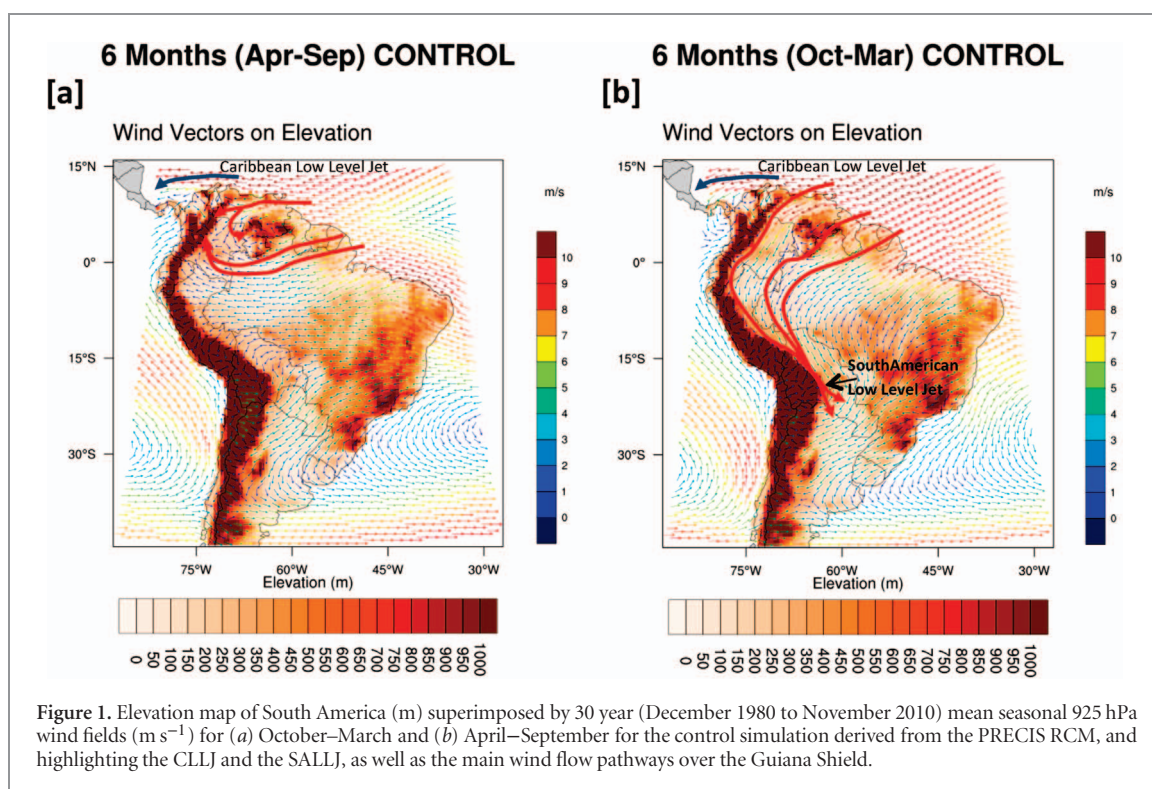 6 Months (Apr-Sep) CONTROL
[a]
Wind Vectors on Elevation
Caribbean Low Level Jet
15°N
0°
15°S
30°S
75°W
60°W
45°W
30°W
m/s
10
9
8
7
6
5
4
3
2
1
0
Elevation (m)
0
50
100
150
200
250
300
350
400
450
500
550
600
650
700
750
800
850
900
950
1000
6 Months (Oct-Mar) CONTROL
[b]
Wind Vectors on Elevation
Caribbean Low Level Jet
15°N
0°
15°S
30°S
SouthAmerican
Low Level Jet
75°W
60°W
45°W
30°W
m/s
10
9
8
7
6
5
4
3
2
1
0
Elevation (m)
0
50
100
150
200
250
300
350
400
450
500
550
600
650
700
750
800
850
900
950
1000
Figure 1. Elevation map of South America (m) superimposed by 30 year (December 1980 to November 2010) mean seasonal 925 hPa
wind fields (m s⁻¹) for (a) October–March and (b) April–September for the control simulation derived from the PRECIS RCM, and
highlighting the CLLJ and the SALLJ, as well as the main wind flow pathways over the Guiana Shield.